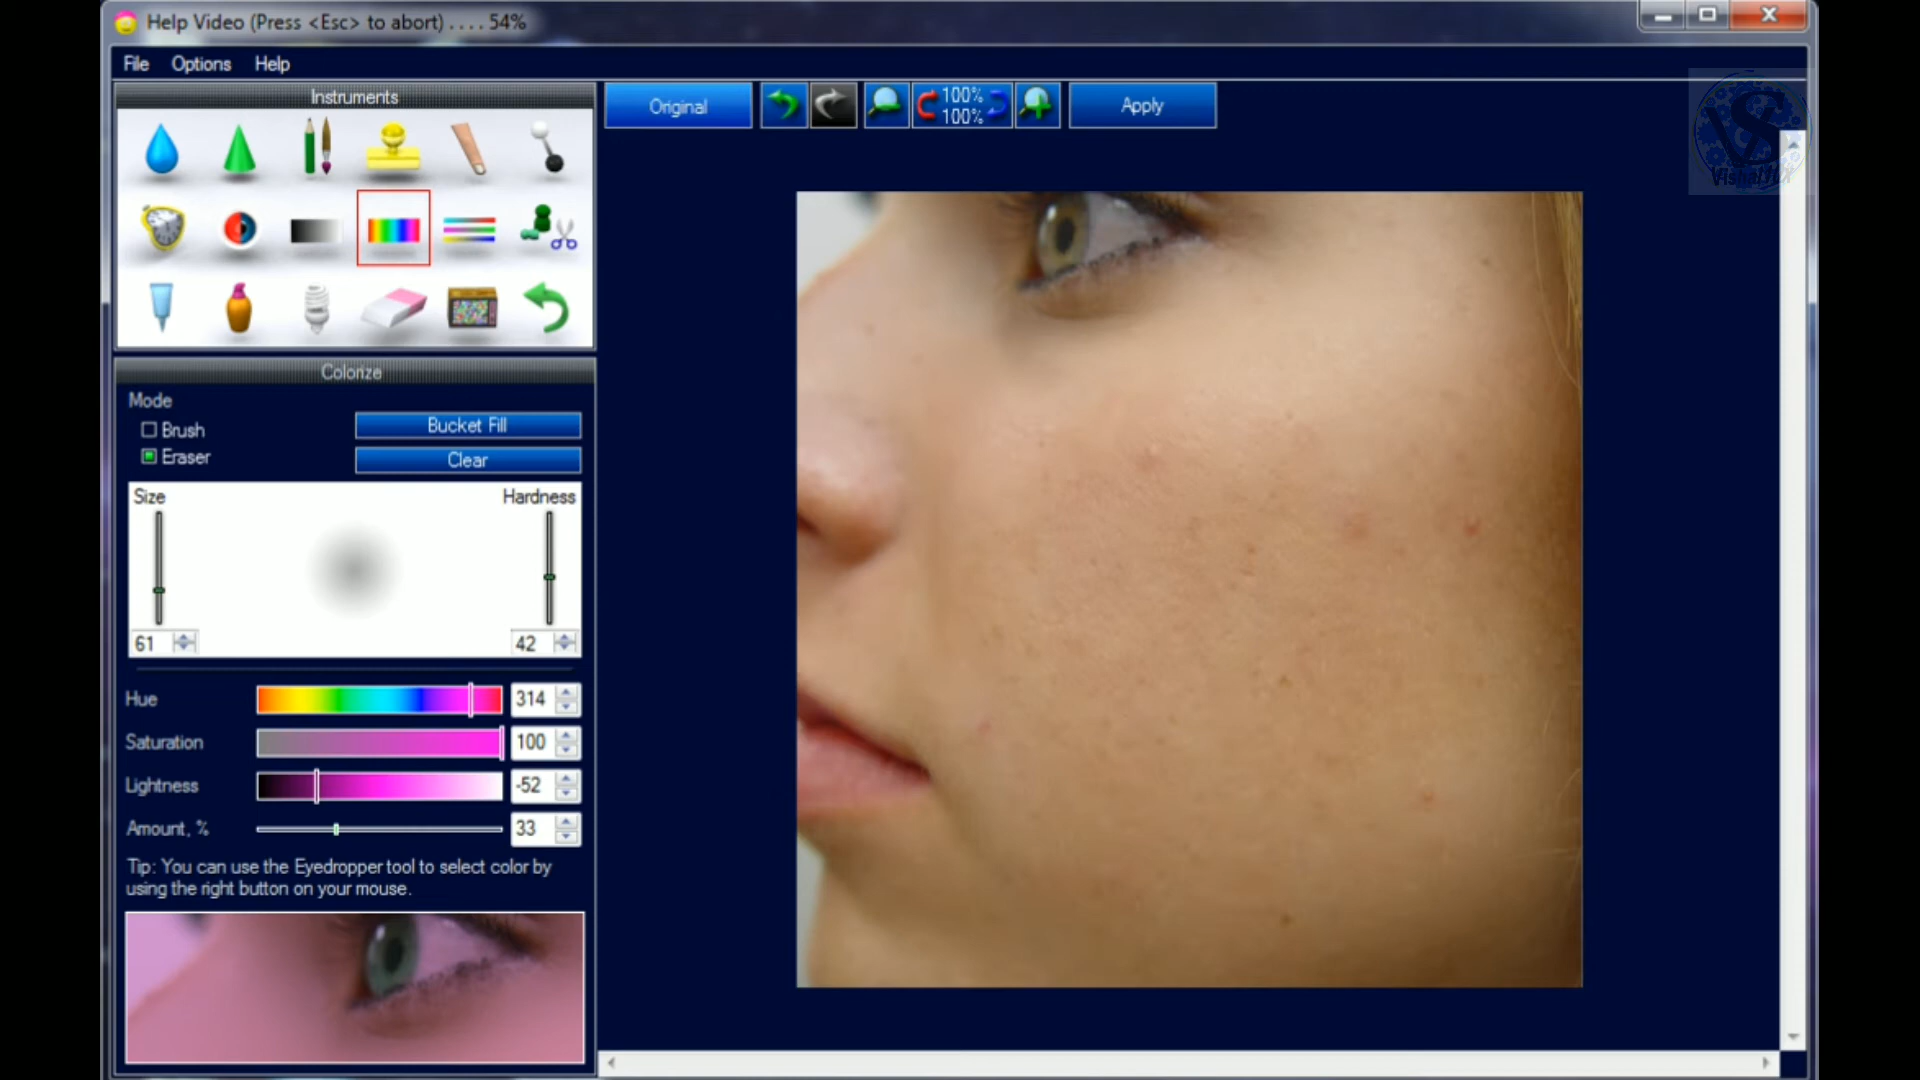 Help Video (Press <Esc> to abort) . . . . 54%
File Options Help
Instruments
Original
100%
100%
Apply
VS
Colorize
Mode
Brush
Bucket Fill
Eraser
Clear
Size
Hardness
61
42
Hue
314
Saturation
100
Lightness
-52
Amount, %
33
Tip: You can use the Eyedropper tool to select color by
using the right button on your mouse.